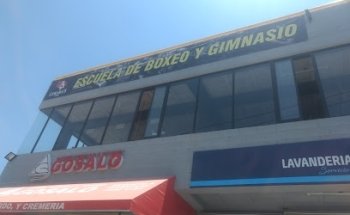 ESCUELA DE BOXEO Y GIMNASIO
GOSALO
LAVANDERIA
Y CREMERIA